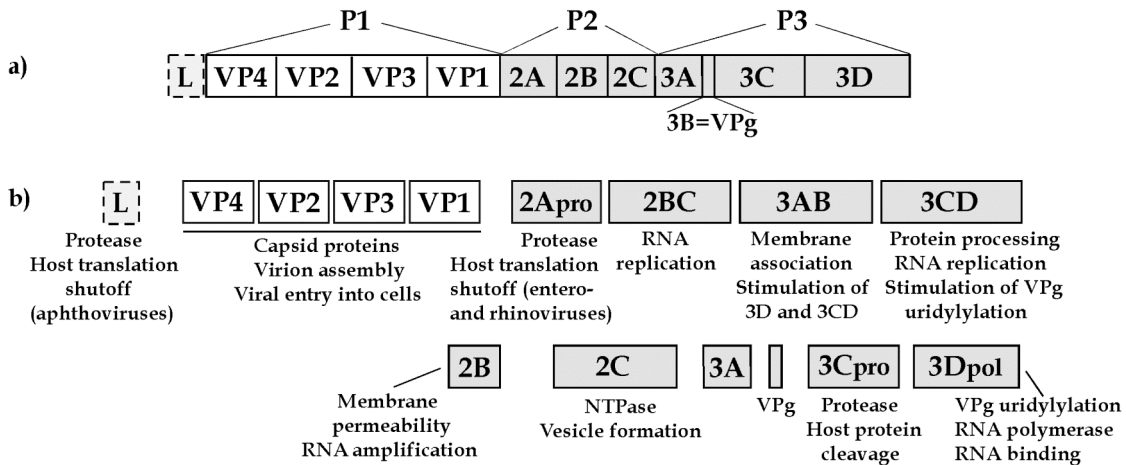 P1 P2 P3
a) L VP4 VP2 VP3 VP1 2A 2B 2C 3A 3C 3D
3B=VPg
b) L VP4 VP2 VP3 VP1 2Apro 2BC 3AB 3CD
Protease
Host translation
shutoff
(aphthoviruses)
Capsid proteins
Virion assembly
Viral entry into cells
Protease
Host translation
shutoff (entero-
and rhinoviruses)
RNA
replication
Membrane
association
Stimulation of
3D and 3CD
Protein processing
RNA replication
Stimulation of VPg
uridylylation
2B 2C 3A 3Cpro 3Dpol
Membrane
permeability
RNA amplification
NTPase
Vesicle formation
VPg
Protease
Host protein
cleavage
VPg uridylylation
RNA polymerase
RNA binding